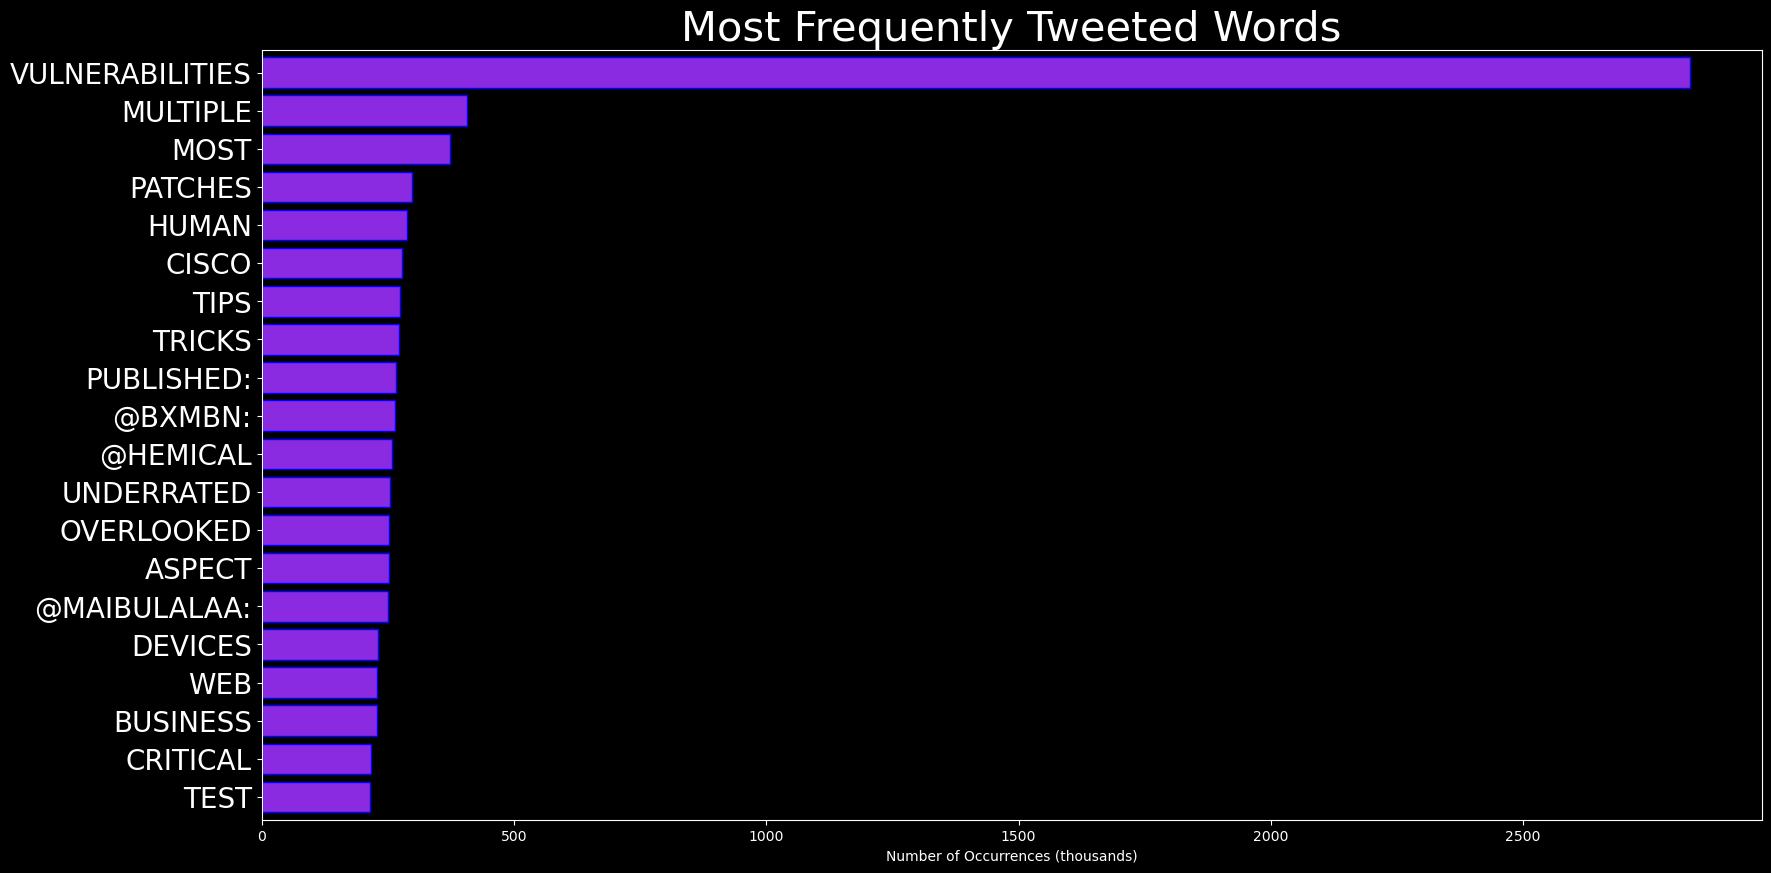 Most Frequently Tweeted Words
VULNERABILITIES
MULTIPLE
MOST
PATCHES
HUMAN
CISCO
TIPS
TRICKS
PUBLISHED:
@BXMBN:
@HEMICAL
UNDERRATED
OVERLOOKED
ASPECT
@MAIBULALAA:
DEVICES
WEB
BUSINESS
CRITICAL
TEST
0 500 1000 1500 2000 2500
Number of Occurrences (thousands)